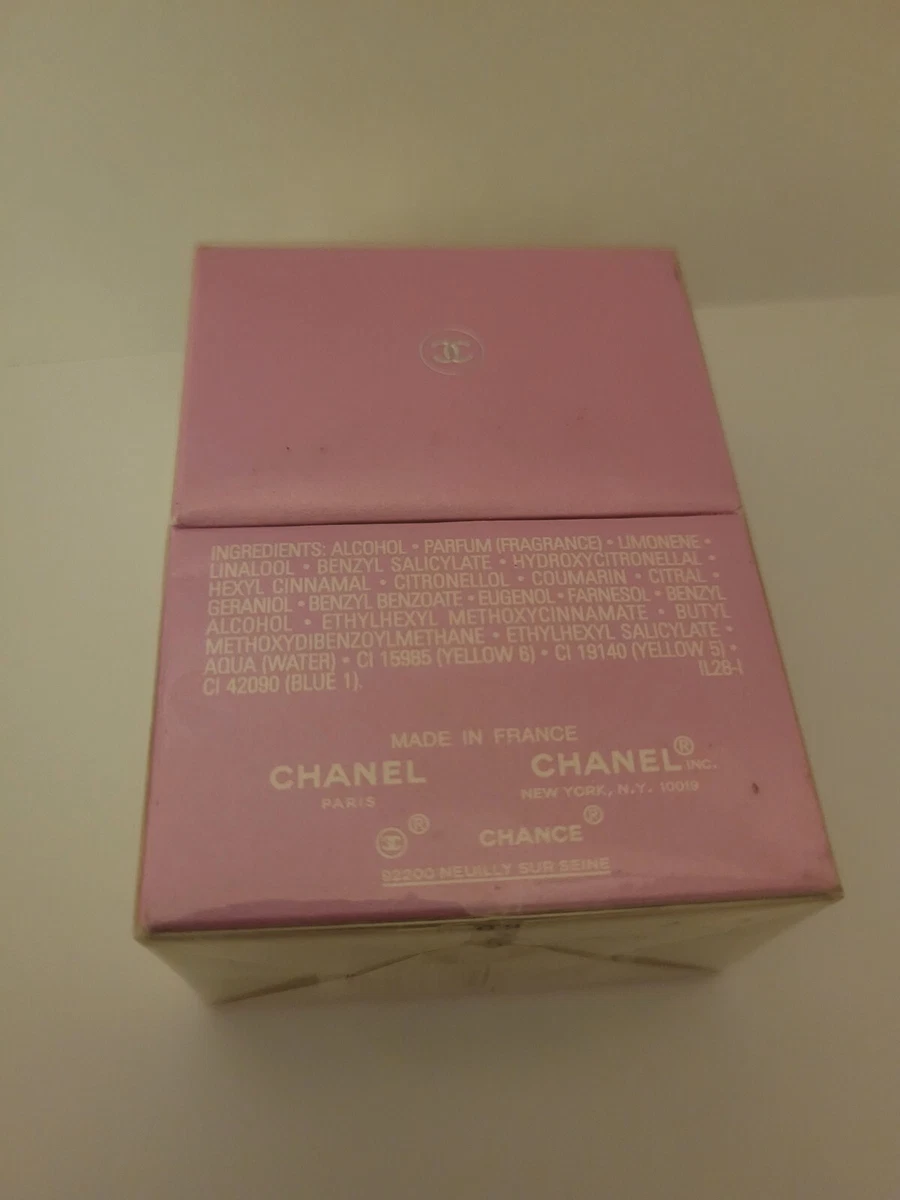 INGREDIENTS: ALCOHOL • PARFUM (FRAGRANCE) • LIMONENE •
LINALOOL • BENZYL SALICYLATE • HYDROXYCITRONELLAL •
HEXYL CINNAMAL • CITRONELLOL • COUMARIN • CITRAL •
GERANIOL • BENZYL BENZOATE • EUGENOL • FARNESOL • BENZYL
ALCOHOL • ETHYLHEXYL METHOXYCINNAMATE • BUTYL
METHOXYDIBENZOYLMETHANE • ETHYLHEXYL SALICYLATE •
AQUA (WATER) • CI 15985 (YELLOW 6) • CI 19140 (YELLOW 5) •
CI 42090 (BLUE 1). IL28-I
MADE IN FRANCE
CHANEL CHANEL® INC.
PARIS NEW YORK, N.Y. 10019
® CHANCE®
92200 NEUILLY SUR SEINE